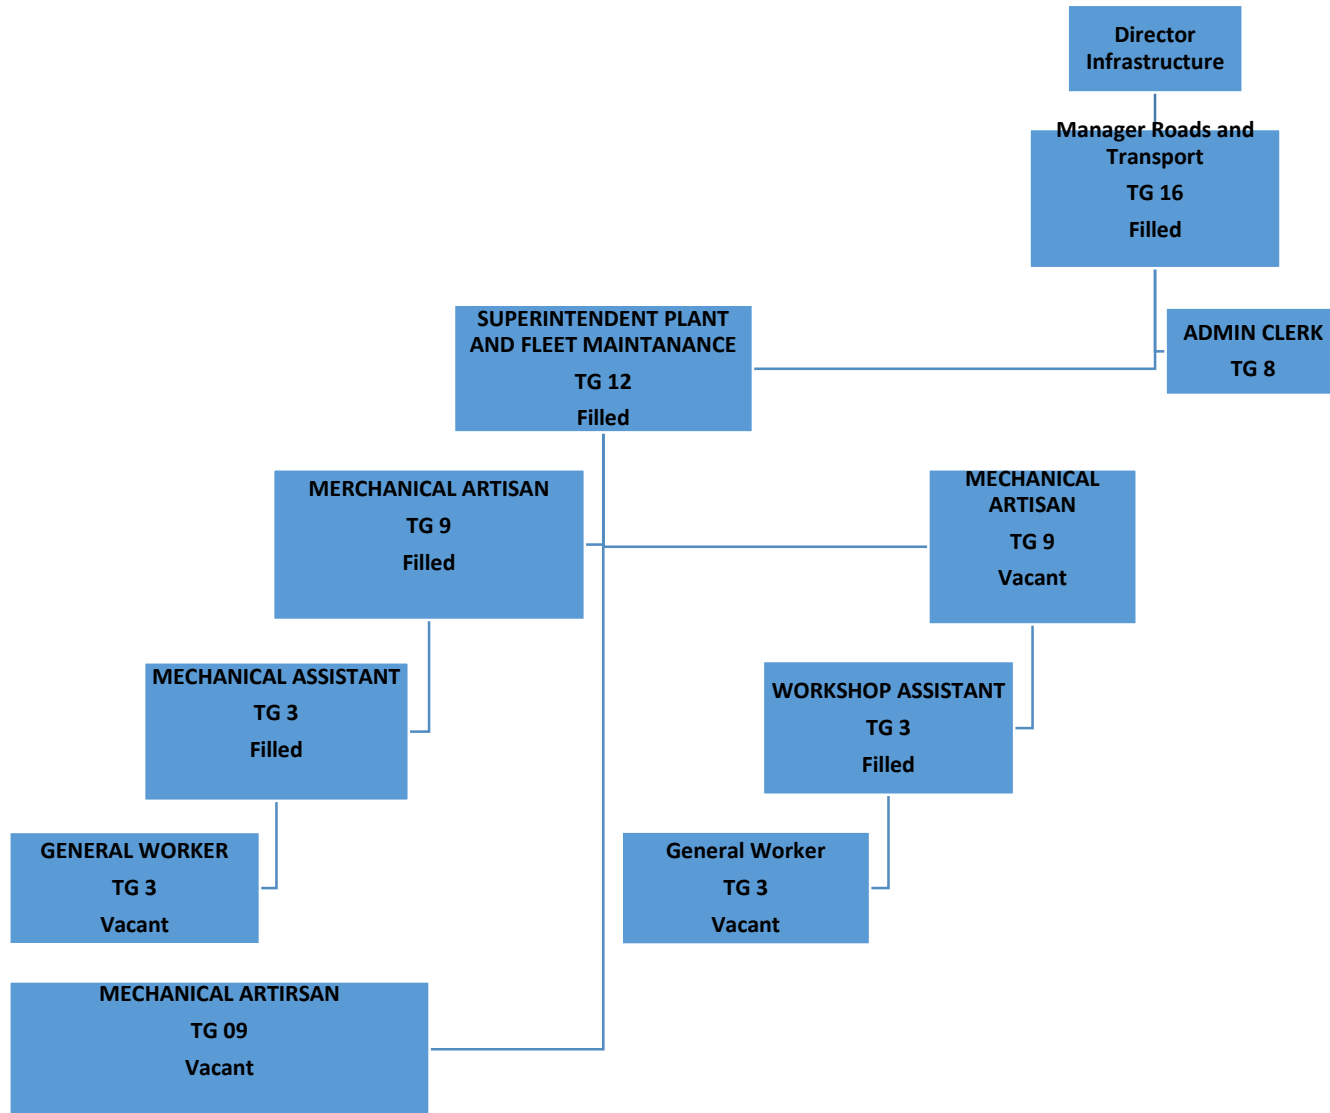 Director
Infrastructure
Manager Roads and
Transport
TG 16
Filled
SUPERINTENDENT PLANT
AND FLEET MAINTANANCE
TG 12
Filled
ADMIN CLERK
TG 8
MERCHANICAL ARTISAN
TG 9
Filled
MECHANICAL
ARTISAN
TG 9
Vacant
MECHANICAL ASSISTANT
TG 3
Filled
WORKSHOP ASSISTANT
TG 3
Filled
GENERAL WORKER
TG 3
Vacant
General Worker
TG 3
Vacant
MECHANICAL ARTIRSAN
TG 09
Vacant